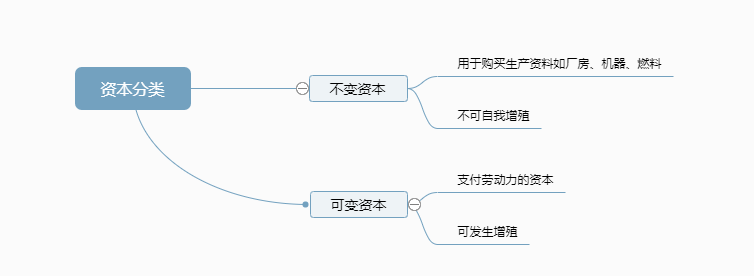 资本分类
不变资本
用于购买生产资料如厂房、机器、燃料
不可自我增殖
可变资本
支付劳动力的资本
可发生增殖